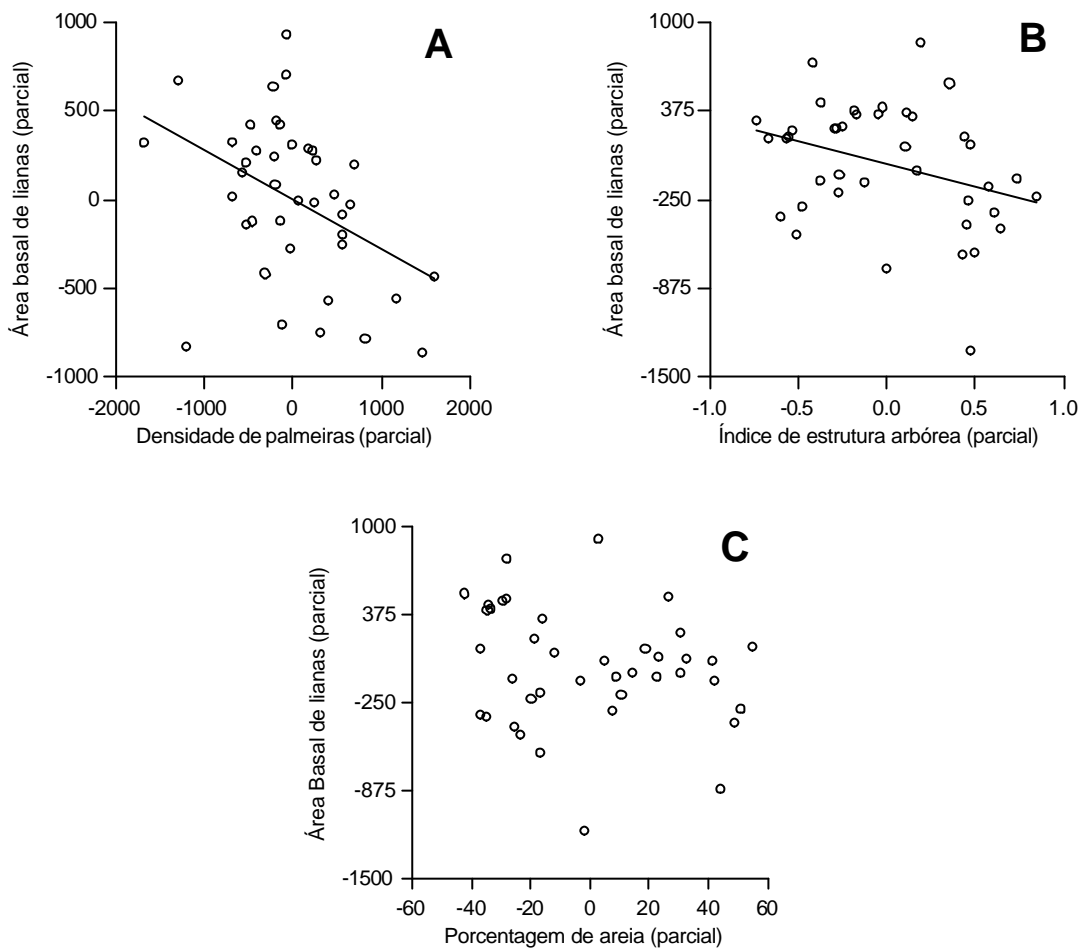 A
Área basal de lianas (parcial)
1000
500
0
-500
-1000
-2000 -1000 0 1000 2000
Densidade de palmeiras (parcial)
B
Área basal de lianas (parcial)
1000
375
-250
-875
-1500
-1.0 -0.5 0.0 0.5 1.0
Índice de estrutura arbórea (parcial)
C
Área Basal de lianas (parcial)
1000
375
-250
-875
-1500
-60 -40 -20 0 20 40 60
Porcentagem de areia (parcial)